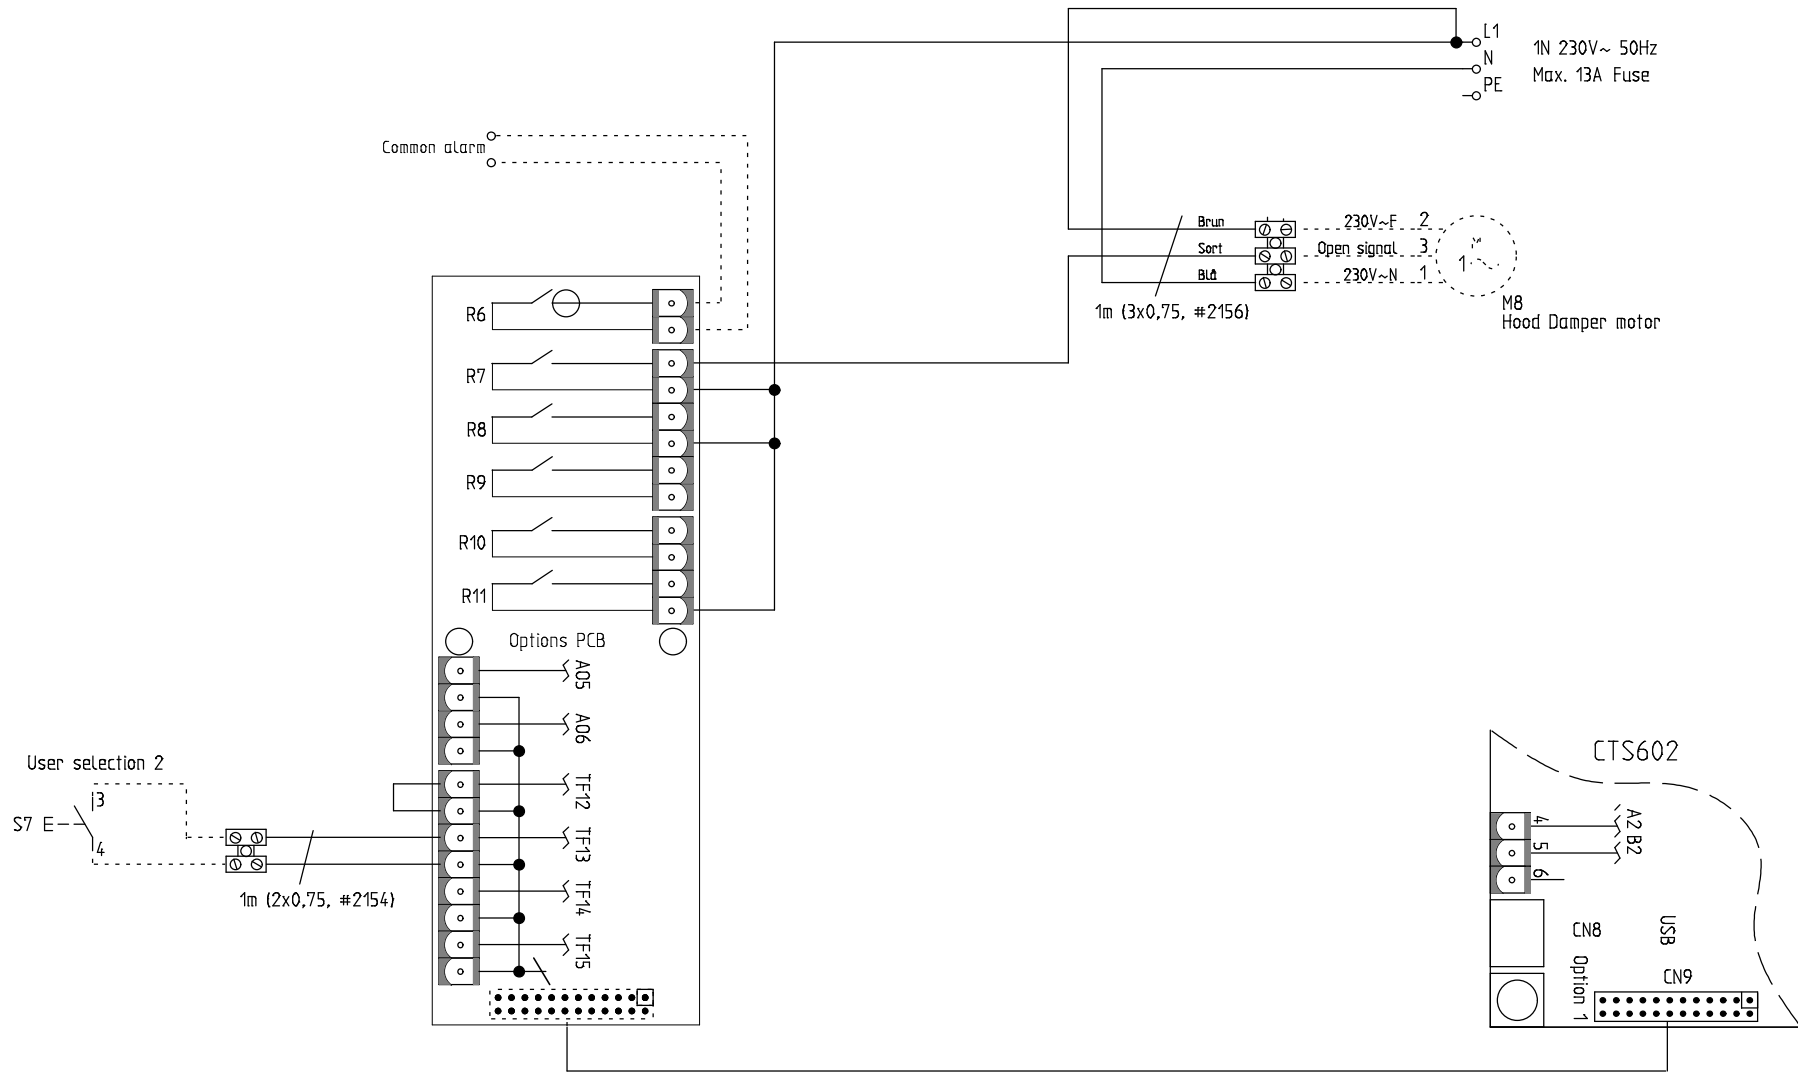 L1
N
PE
1N 230V~ 50Hz
Max. 13A Fuse
Common alarm
Brun
Sort
Blå
230V~F 2
Open signal 3
230V~N 1
1
M8
Hood Damper motor
1m (3x0,75, #2156)
R6
R7
R8
R9
R10
R11
Options PCB
AO5
AO6
TF12
TF13
TF14
TF15
User selection 2
3
S7 E
4
1m (2x0,75, #2154)
CTS602
4
5
6
A2 B2
CN8
USB
Option 1
CN9